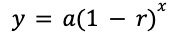 y = a(1 − r)ˣ